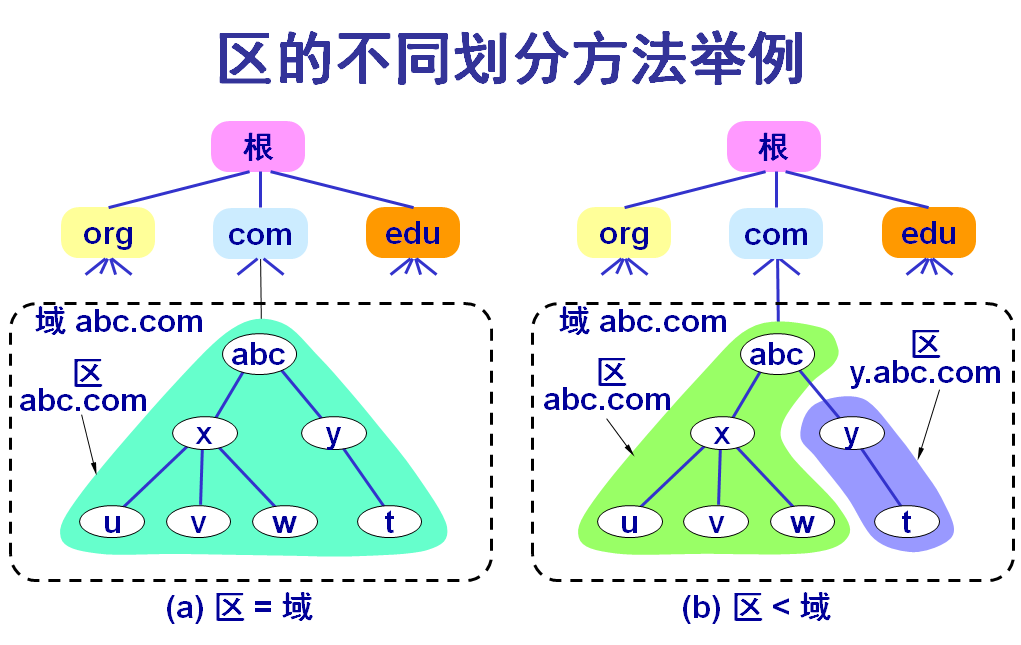 区的不同划分方法举例
根
org
com
edu
域 abc.com
区
abc.com
abc
x
y
u
v
w
t
(a) 区 = 域
根
org
com
edu
域 abc.com
区
abc.com
区
y.abc.com
abc
x
y
u
v
w
t
(b) 区 < 域